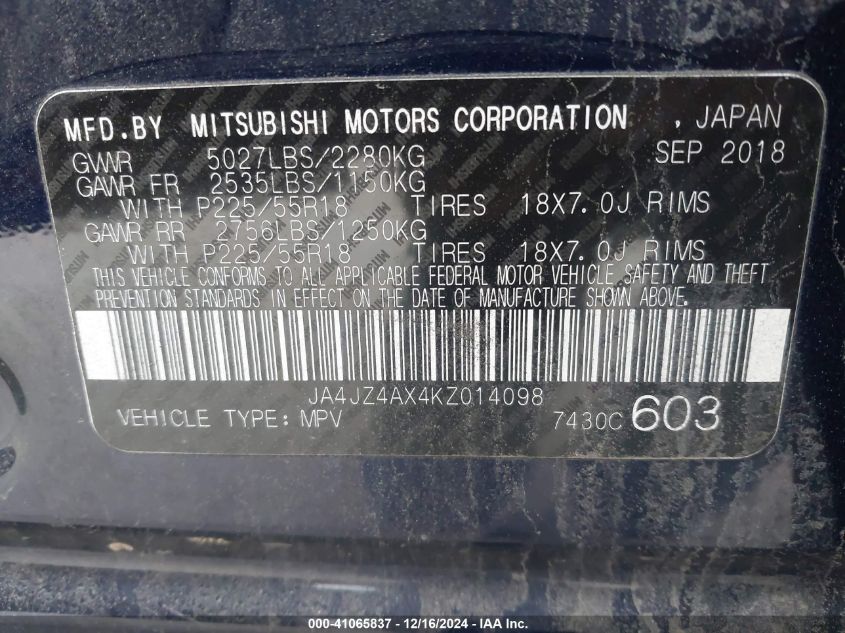 MFD.BY MITSUBISHI MOTORS CORPORATION , JAPAN
GVWR 5027LBS/2280KG SEP 2018
GAWR FR 2535LBS/1150KG
WITH P225/55R18 TIRES 18X7.0J RIMS
GAWR RR 2756LBS/1250KG
WITH P225/55R18 TIRES 18X7.0J RIMS
THIS VEHICLE CONFORMS TO ALL APPLICABLE FEDERAL MOTOR VEHICLE SAFETY AND THEFT
PREVENTION STANDARDS IN EFFECT ON THE DATE OF MANUFACTURE SHOWN ABOVE.
JA4JZ4AX4KZ014098
VEHICLE TYPE: MPV 7430C 603
000-41065837 - 12/16/2024 - IAA Inc.